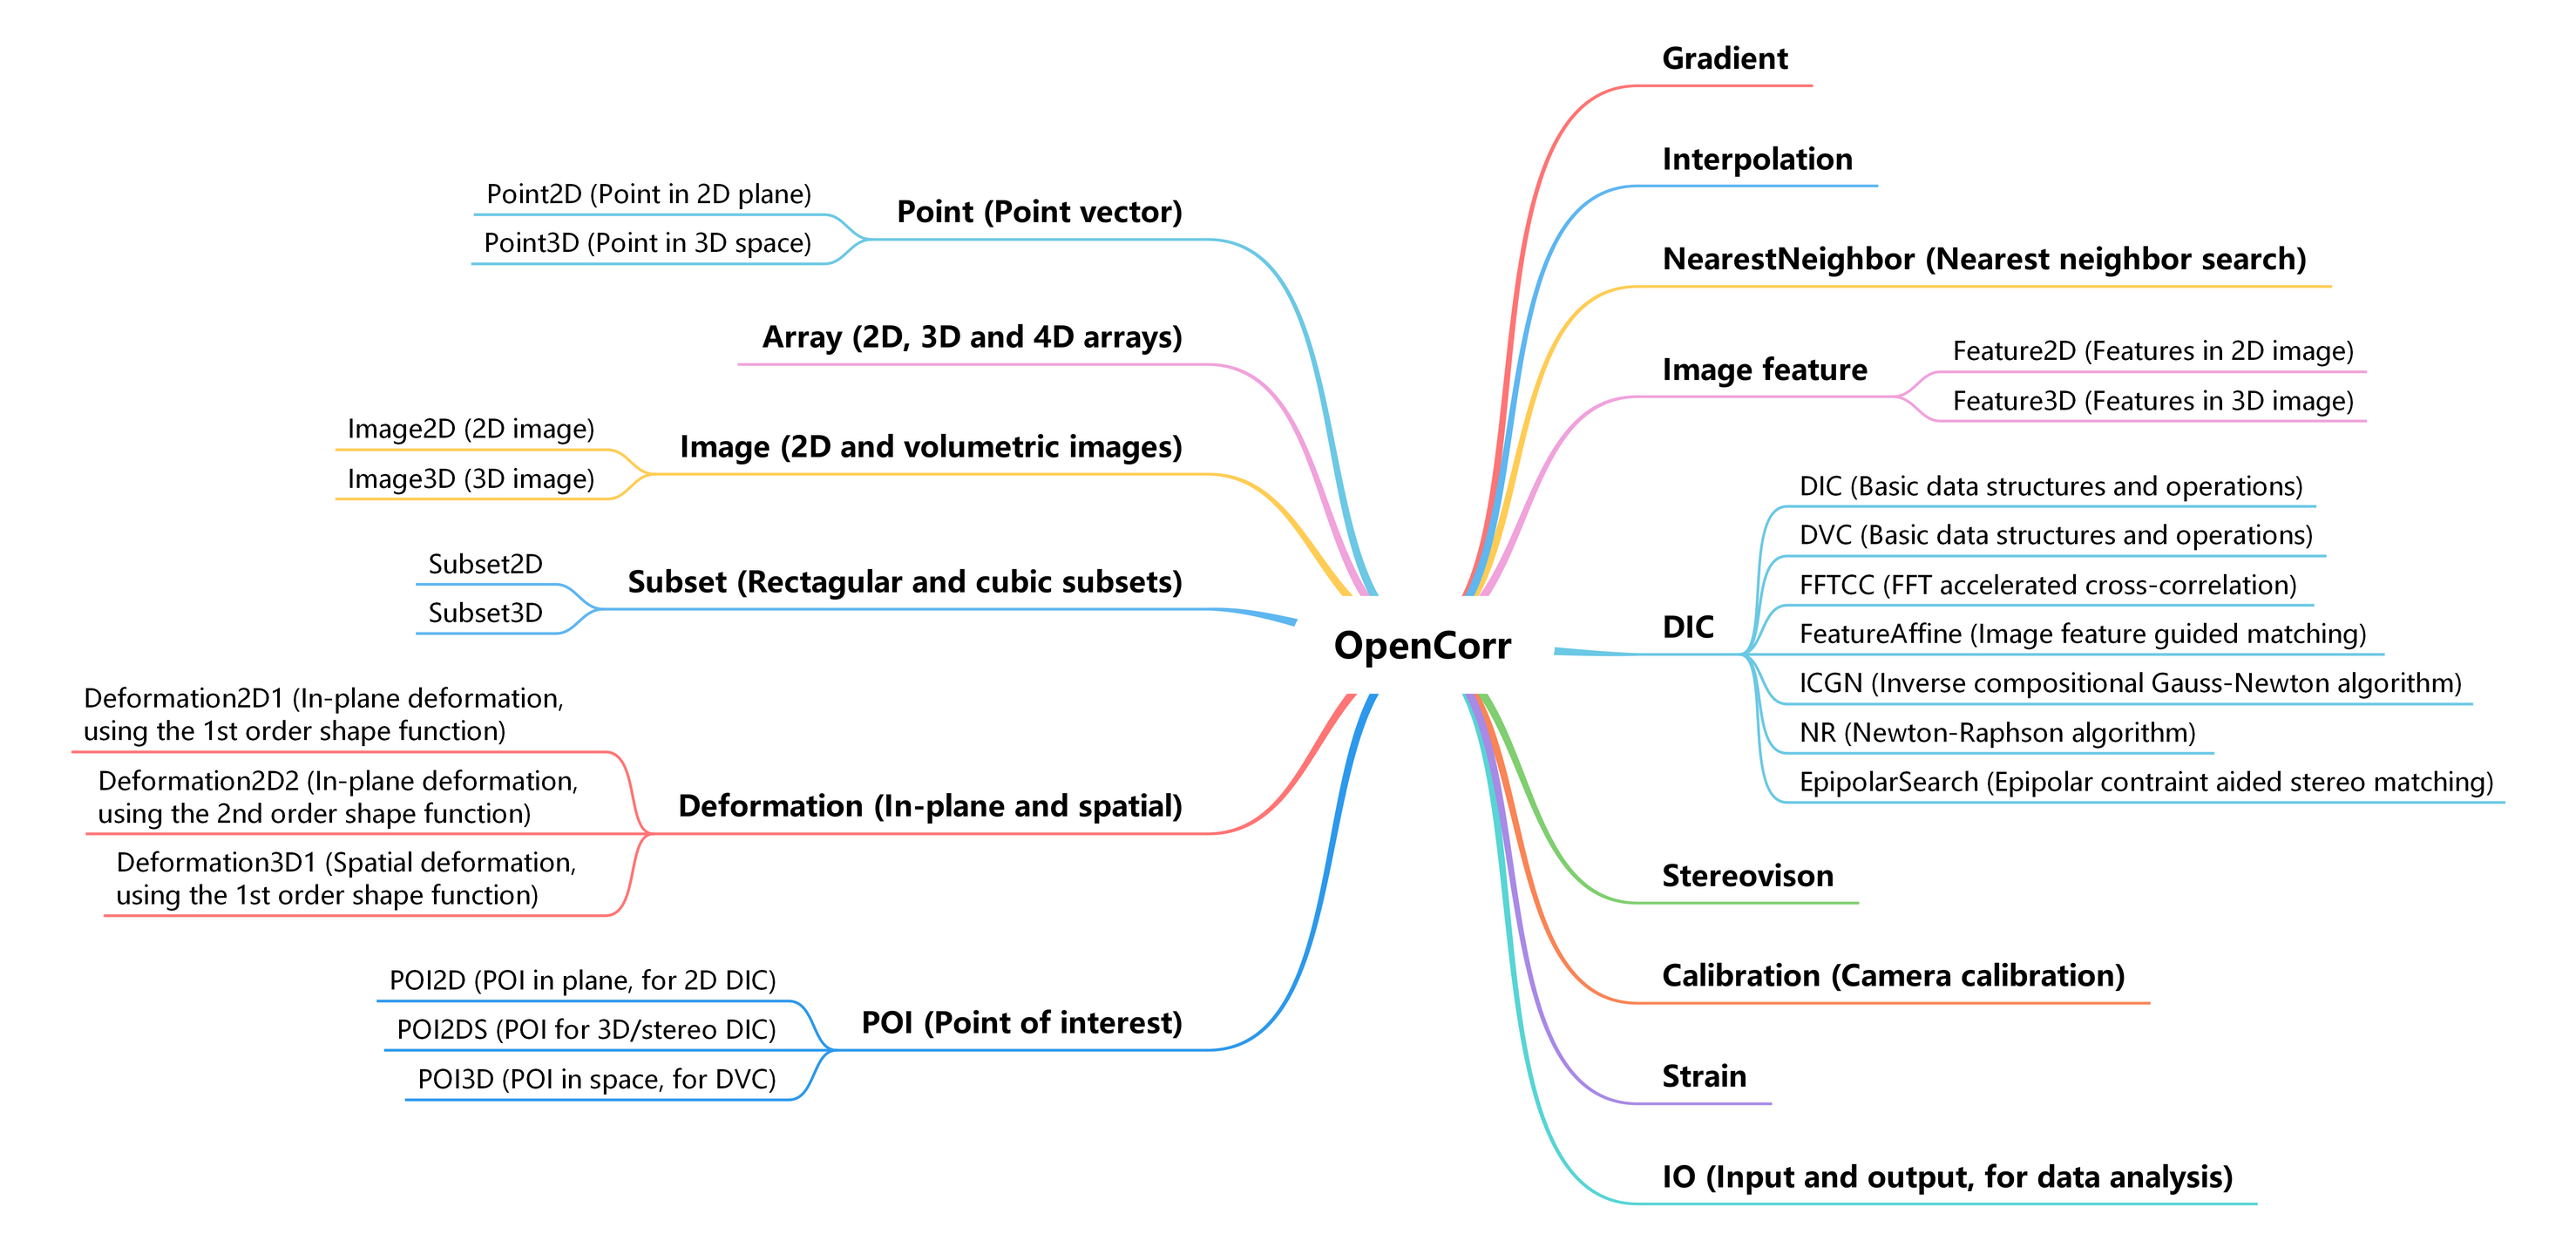 OpenCorr
Point (Point vector)
Point2D (Point in 2D plane)
Point3D (Point in 3D space)
Array (2D, 3D and 4D arrays)
Image (2D and volumetric images)
Image2D (2D image)
Image3D (3D image)
Subset (Rectagular and cubic subsets)
Subset2D
Subset3D
Deformation (In-plane and spatial)
Deformation2D1 (In-plane deformation,
using the 1st order shape function)
Deformation2D2 (In-plane deformation,
using the 2nd order shape function)
Deformation3D1 (Spatial deformation,
using the 1st order shape function)
POI (Point of interest)
POI2D (POI in plane, for 2D DIC)
POI2DS (POI for 3D/stereo DIC)
POI3D (POI in space, for DVC)
Gradient
Interpolation
NearestNeighbor (Nearest neighbor search)
Image feature
Feature2D (Features in 2D image)
Feature3D (Features in 3D image)
DIC
DIC (Basic data structures and operations)
DVC (Basic data structures and operations)
FFTCC (FFT accelerated cross-correlation)
FeatureAffine (Image feature guided matching)
ICGN (Inverse compositional Gauss-Newton algorithm)
NR (Newton-Raphson algorithm)
EpipolarSearch (Epipolar contraint aided stereo matching)
Stereovison
Calibration (Camera calibration)
Strain
IO (Input and output, for data analysis)